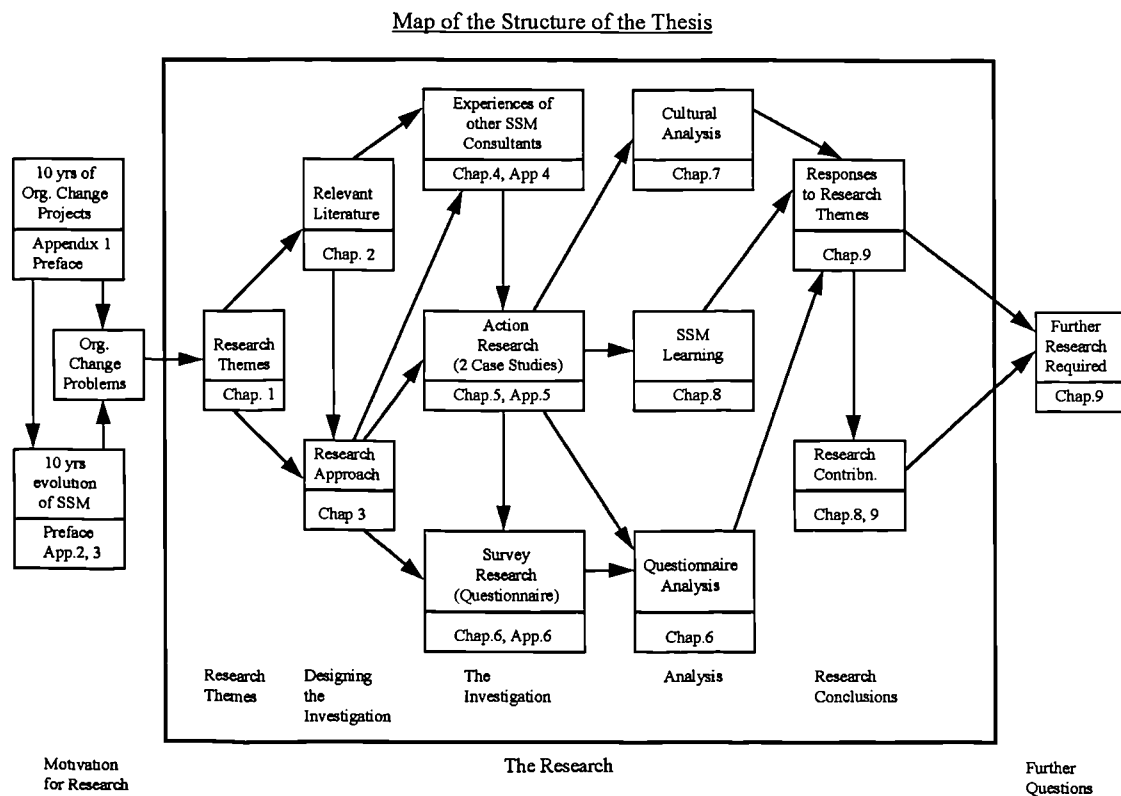 Map of the Structure of the Thesis
10 yrs of
Org. Change
Projects
Appendix 1
Preface
Org.
Change
Problems
10 yrs
evolution
of SSM
Preface
App.2, 3
Research
Themes
Chap. 1
Relevant
Literature
Chap. 2
Research
Approach
Chap 3
Experiences of
other SSM
Consultants
Chap.4, App 4
Action
Research
(2 Case Studies)
Chap.5, App.5
Survey
Research
(Questionnaire)
Chap.6, App.6
Cultural
Analysis
Chap.7
SSM
Learning
Chap.8
Questionnaire
Analysis
Chap.6
Responses
to Research
Themes
Chap.9
Research
Contribn.
Chap.8, 9
Further
Research
Required
Chap.9
Research
Themes
Designing
the
Investigation
The
Investigation
Analysis
Research
Conclusions
Motivation
for Research
The Research
Further
Questions